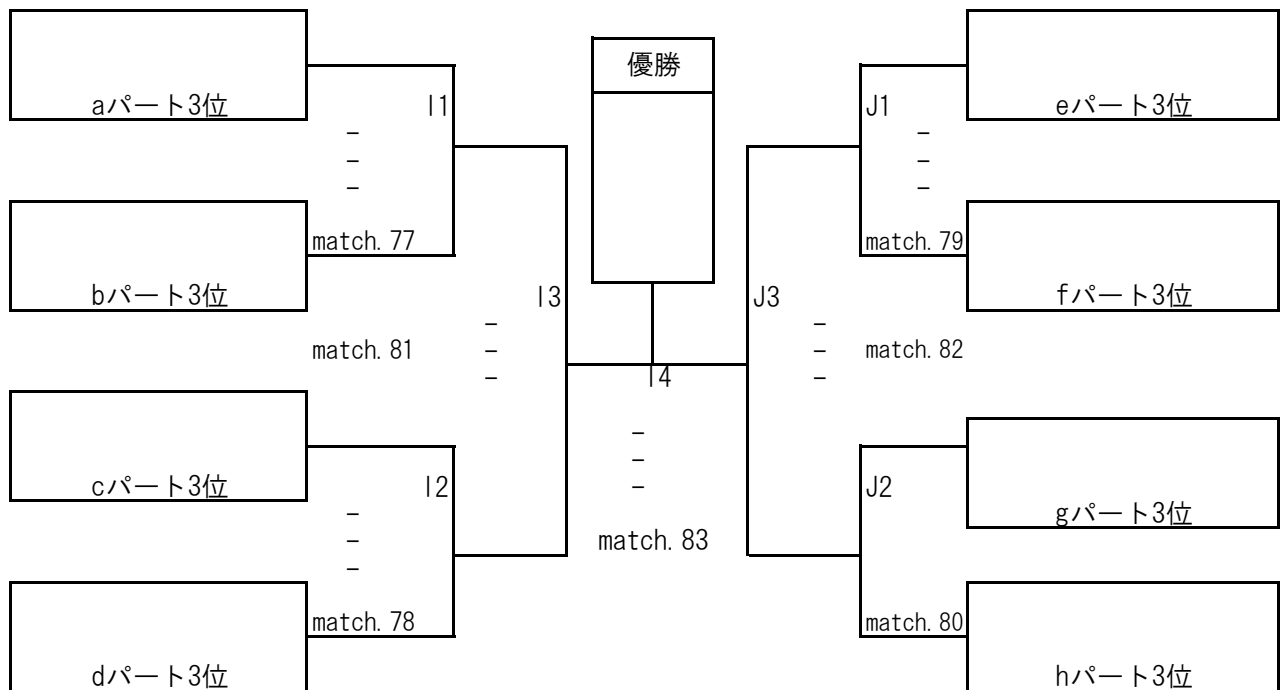 優勝
aパート3位
I1
J1
eパート3位
–
–
–
–
–
–
match. 77
match. 79
bパート3位
I3
J3
fパート3位
–
–
match. 81
–
–
match. 82
–
–
I4
–
–
–
cパート3位
I2
J2
gパート3位
–
–
–
match. 83
match. 78
match. 80
dパート3位
hパート3位